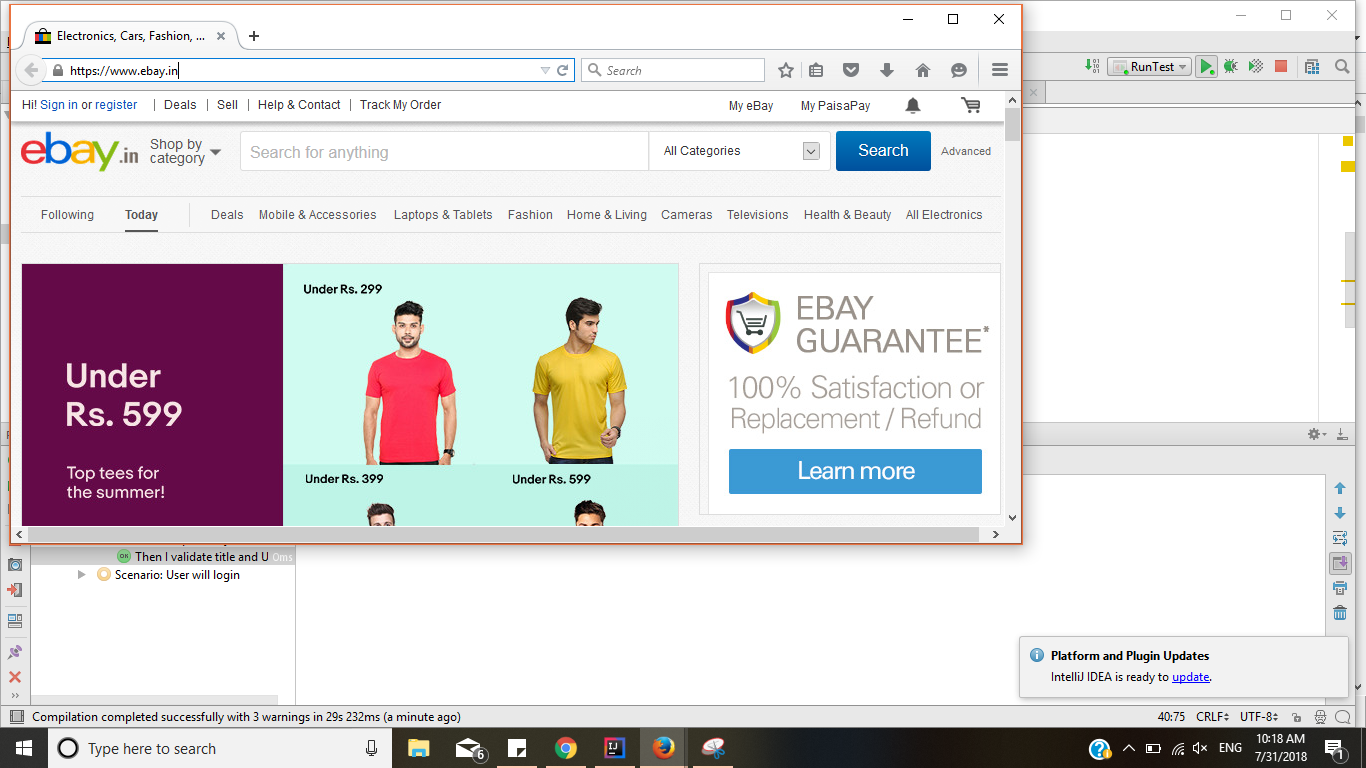 Electronics, Cars, Fashion, ...
https://www.ebay.in
Search
RunTest
Hi! Sign in or register | Deals | Sell | Help & Contact | Track My Order
My eBay My PaisaPay
ebay.in
Shop by
category
Search for anything
All Categories
Search
Advanced
Following Today Deals Mobile & Accessories Laptops & Tablets Fashion Home & Living Cameras Televisions Health & Beauty All Electronics
Under
Rs. 599
Top tees for
the summer!
Under Rs. 299
Under Rs. 399
Under Rs. 599
EBAY
GUARANTEE*
100% Satisfaction or
Replacement / Refund
Learn more
Then I validate title and U 0ms
Scenario: User will login
Platform and Plugin Updates
IntelliJ IDEA is ready to update.
Compilation completed successfully with 3 warnings in 29s 232ms (a minute ago)
40:75 CRLF UTF-8
Type here to search
6
ENG
10:18 AM
7/31/2018
1